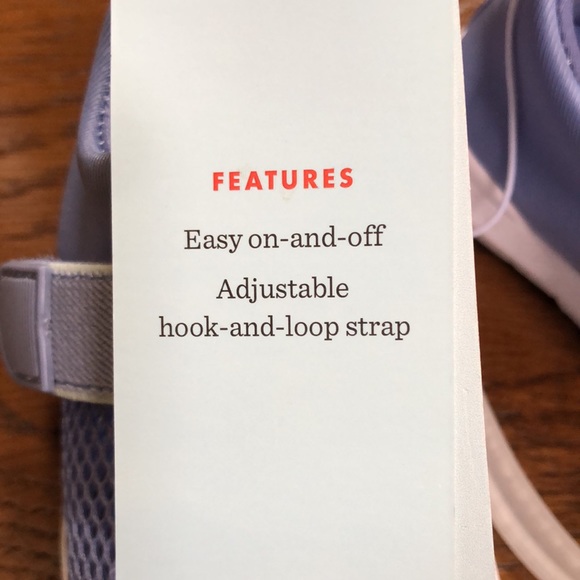 FEATURES
Easy on-and-off
Adjustable
hook-and-loop strap